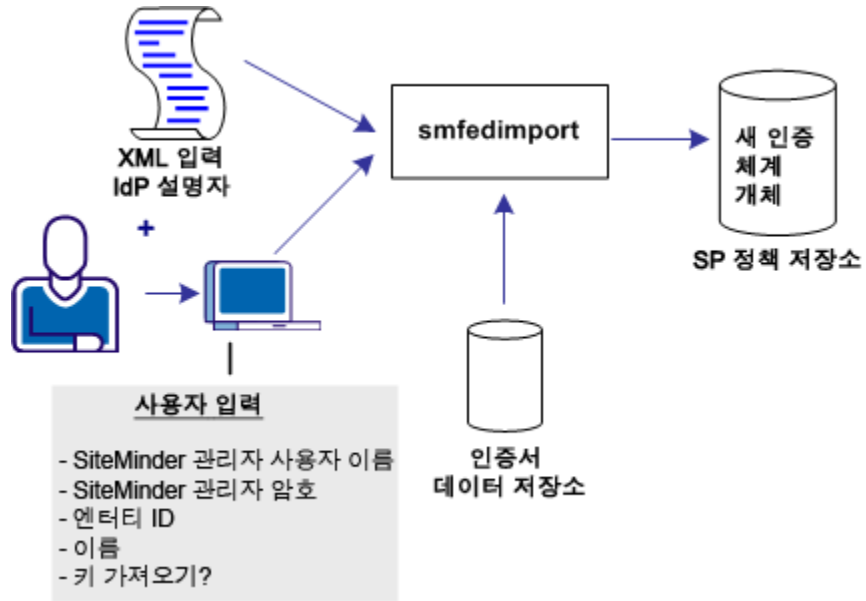 XML 입력
IdP 설명자
+
smfedimport
새 인증
체계
개체
SP 정책 저장소
인증서
데이터 저장소
사용자 입력
- SiteMinder 관리자 사용자 이름
- SiteMinder 관리자 암호
- 엔터티 ID
- 이름
- 키 가져오기?